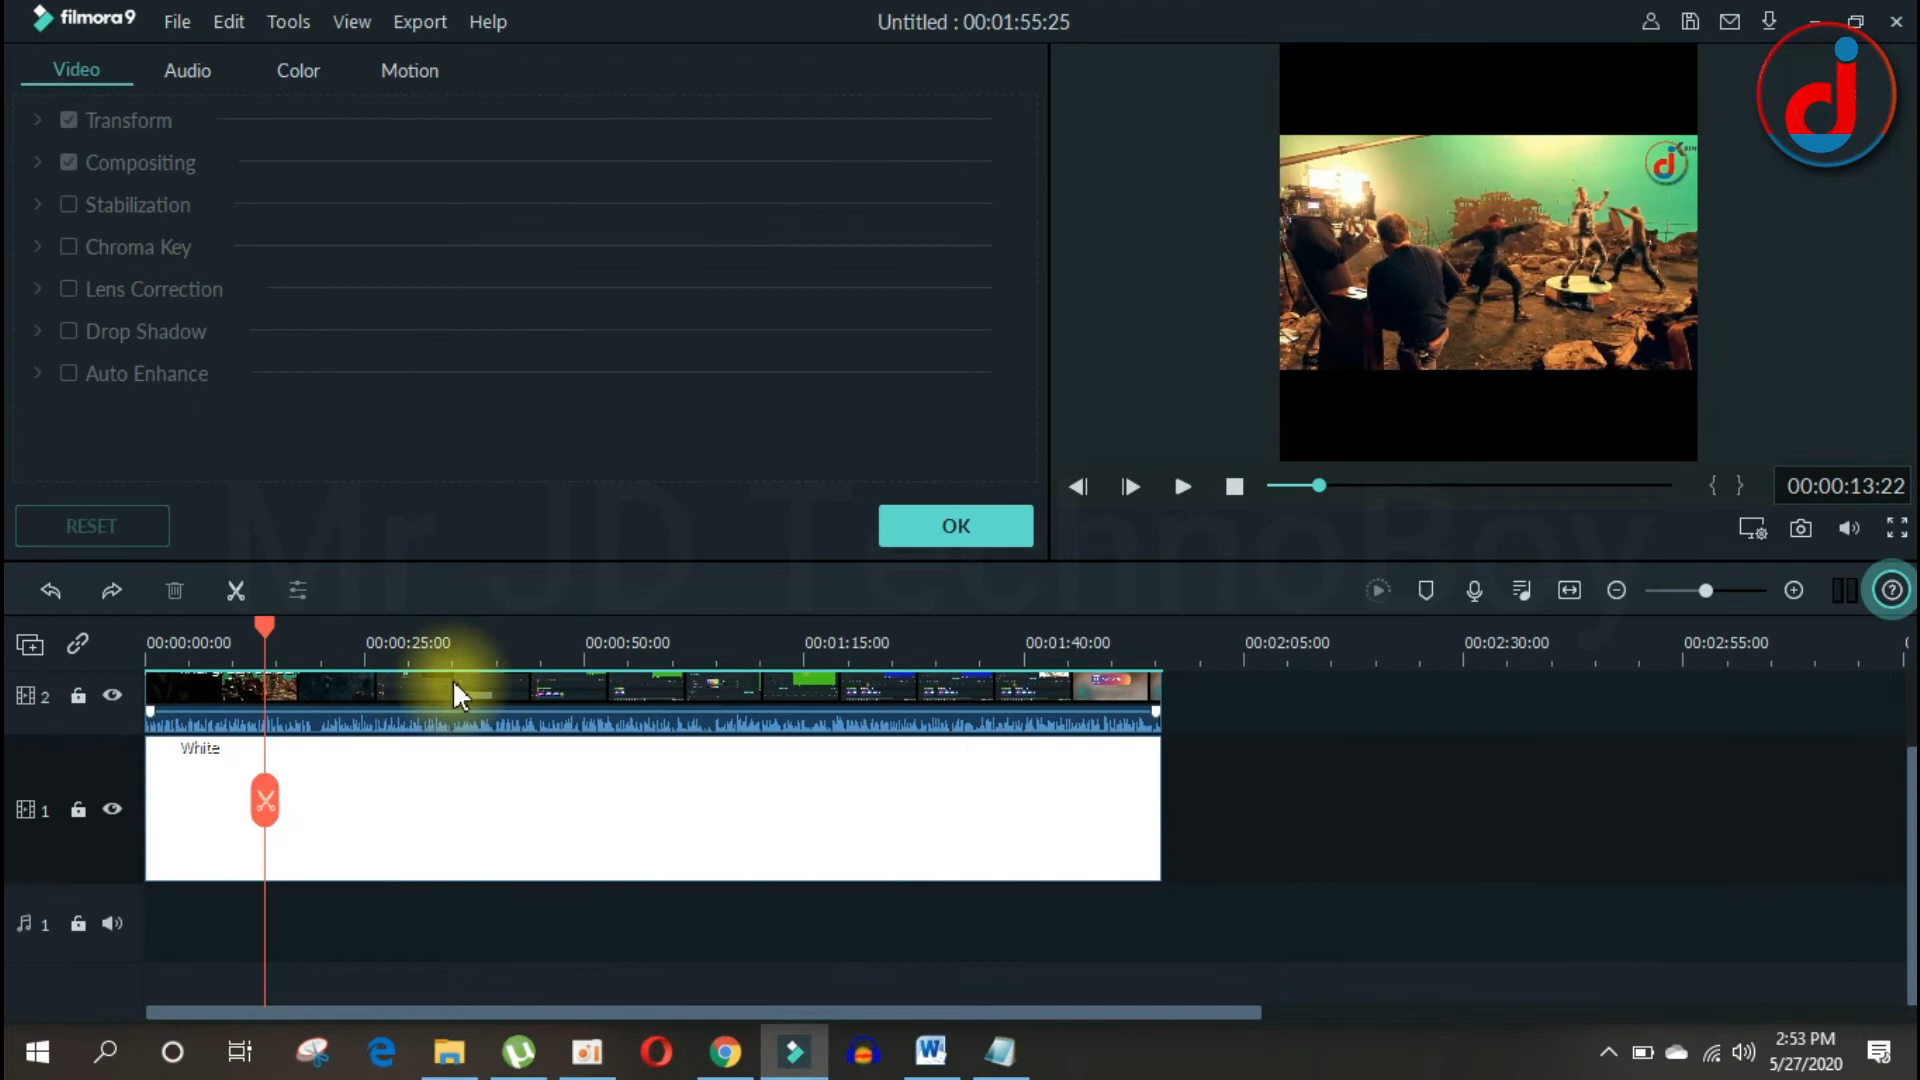 filmora9 File Edit Tools View Export Help Untitled : 00:01:55:25
Video Audio Color Motion
Transform
Compositing
Stabilization
Chroma Key
Lens Correction
Drop Shadow
Auto Enhance
RESET OK
00:00:13:22
Mr JD TechnoBoy
00:00:00:00 00:00:25:00 00:00:50:00 00:01:15:00 00:01:40:00 00:02:05:00 00:02:30:00 00:02:55:00
2
White
1
1
2:53 PM
5/27/2020